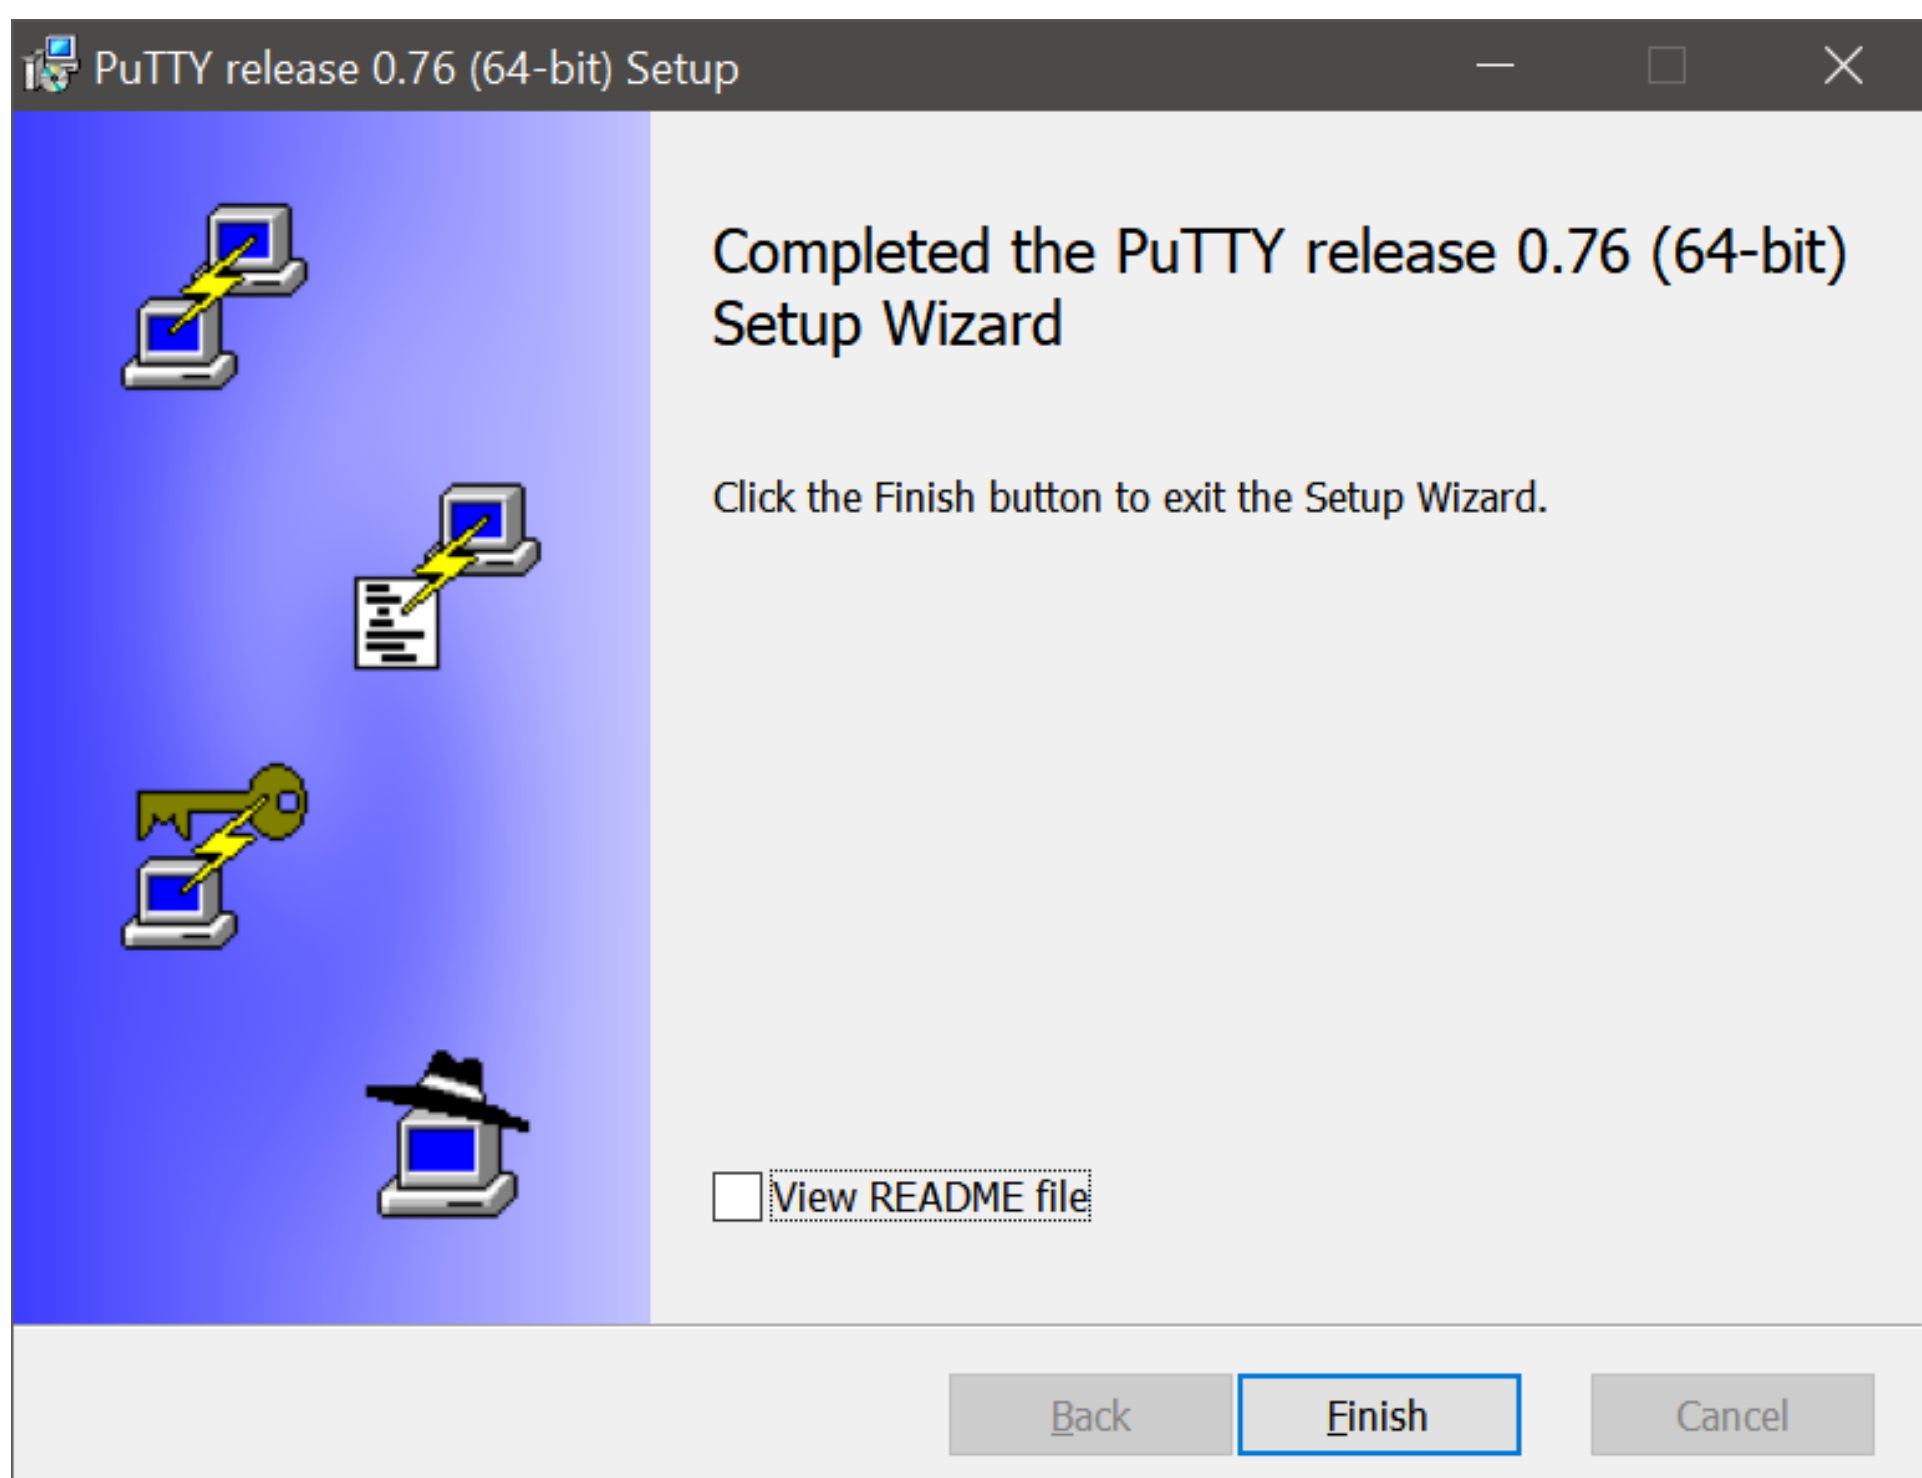 PuTTY release 0.76 (64-bit) Setup
Completed the PuTTY release 0.76 (64-bit)
Setup Wizard
Click the Finish button to exit the Setup Wizard.
View README file
Back
Finish
Cancel